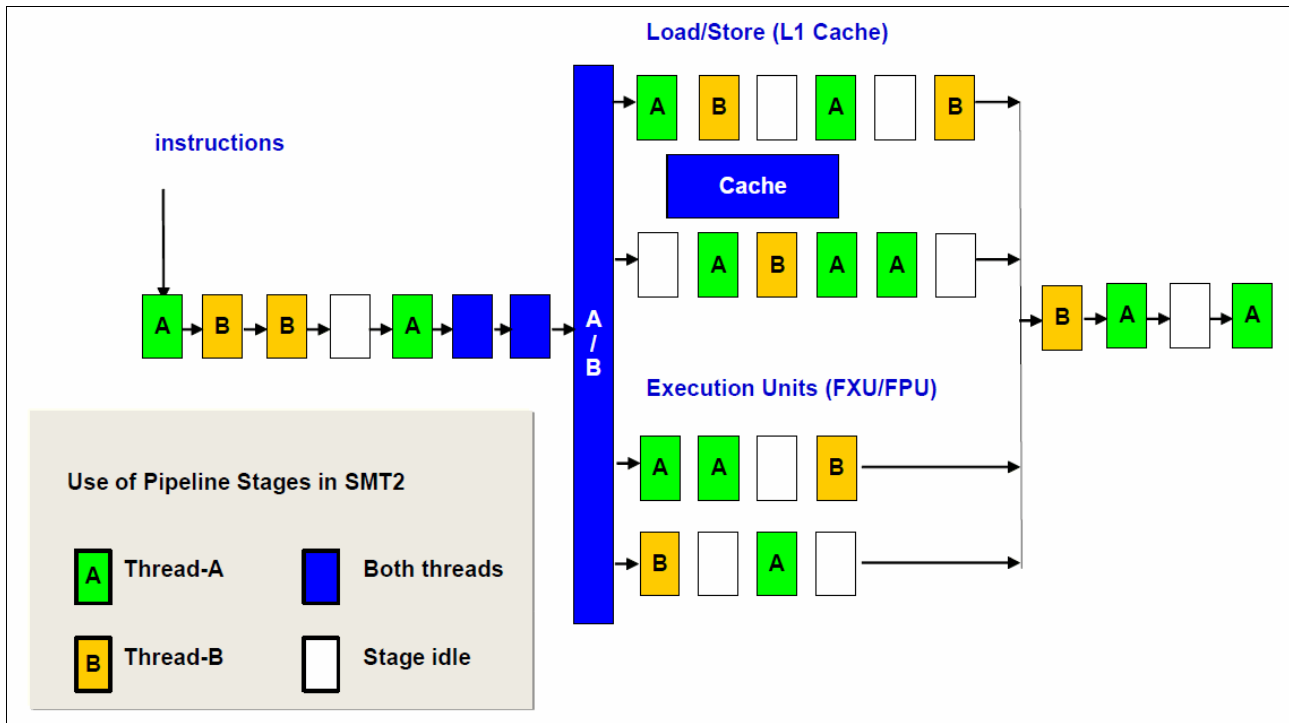 Load/Store (L1 Cache)
A B A B
instructions
Cache
A B A A
A B B A
A
/
B
B A A
Execution Units (FXU/FPU)
A A B
B A
Use of Pipeline Stages in SMT2
A Thread-A
Both threads
B Thread-B
Stage idle